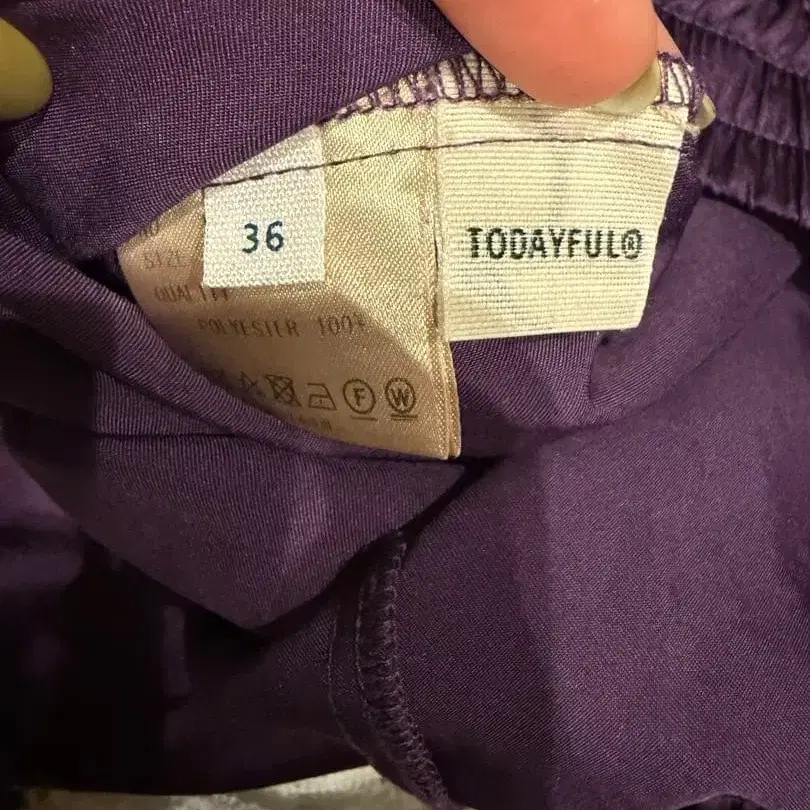 36
TODAYFUL®
SIZE
QUALITY
POLYESTER 100%
F W